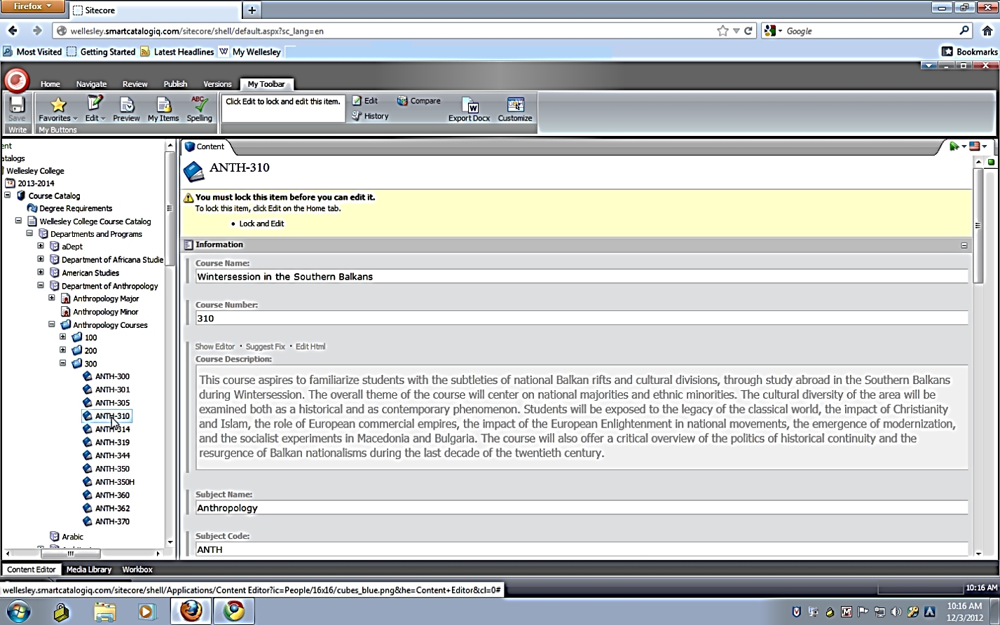 Firefox
Sitecore
wellesley.smartcatalogiq.com/sitecore/shell/default.aspx?sc_lang=en
Google
Most Visited Getting Started Latest Headlines W My Wellesley
Bookmarks
Home Navigate Review Publish Versions My Toolbar
Save
Write
Favorites Edit Preview My Items Spelling
ABC
My Buttons
Click Edit to lock and edit this item.
Edit Compare
History
Export Docx Customize
ent
atalogs
Wellesley College
2013-2014
Course Catalog
Degree Requirements
Wellesley College Course Catalog
Departments and Programs
aDept
Department of Africana Studie
American Studies
Department of Anthropology
Anthropology Major
Anthropology Minor
Anthropology Courses
100
200
300
ANTH-300
ANTH-301
ANTH-305
ANTH-310
ANTH-314
ANTH-319
ANTH-344
ANTH-350
ANTH-350H
ANTH-360
ANTH-362
ANTH-370
Arabic
Content
ANTH-310
You must lock this item before you can edit it.
To lock this item, click Edit on the Home tab.
• Lock and Edit
Information
Course Name:
Wintersession in the Southern Balkans
Course Number:
310
Show Editor • Suggest Fix • Edit Html
Course Description:
This course aspires to familiarize students with the subtleties of national Balkan rifts and cultural divisions, through study abroad in the Southern Balkans
during Wintersession. The overall theme of the course will center on national majorities and ethnic minorities. The cultural diversity of the area will be
examined both as a historical and as contemporary phenomenon. Students will be exposed to the legacy of the classical world, the impact of Christianity
and Islam, the role of European commercial empires, the impact of the European Enlightenment in national movements, the emergence of modernization,
and the socialist experiments in Macedonia and Bulgaria. The course will also offer a critical overview of the politics of historical continuity and the
resurgence of Balkan nationalisms during the last decade of the twentieth century.
Subject Name:
Anthropology
Subject Code:
ANTH
Content Editor Media Library Workbox
wellesley.smartcatalogiq.com/sitecore/shell/Applications/Content Editor?ic=People/16x16/cubes_blue.png&he=Content+Editor&cl=0#
10:16 AM
10:16 AM
12/3/2012